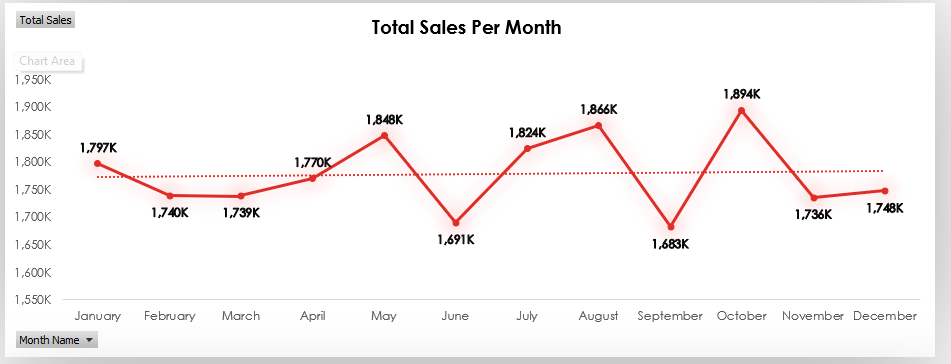 Total Sales
Total Sales Per Month
Chart Area
1,950K
1,900K
1,850K
1,800K
1,750K
1,700K
1,650K
1,600K
1,550K
1,797K
1,740K
1,739K
1,770K
1,848K
1,691K
1,824K
1,866K
1,683K
1,894K
1,736K
1,748K
January February March April May June July August September October November December
Month Name